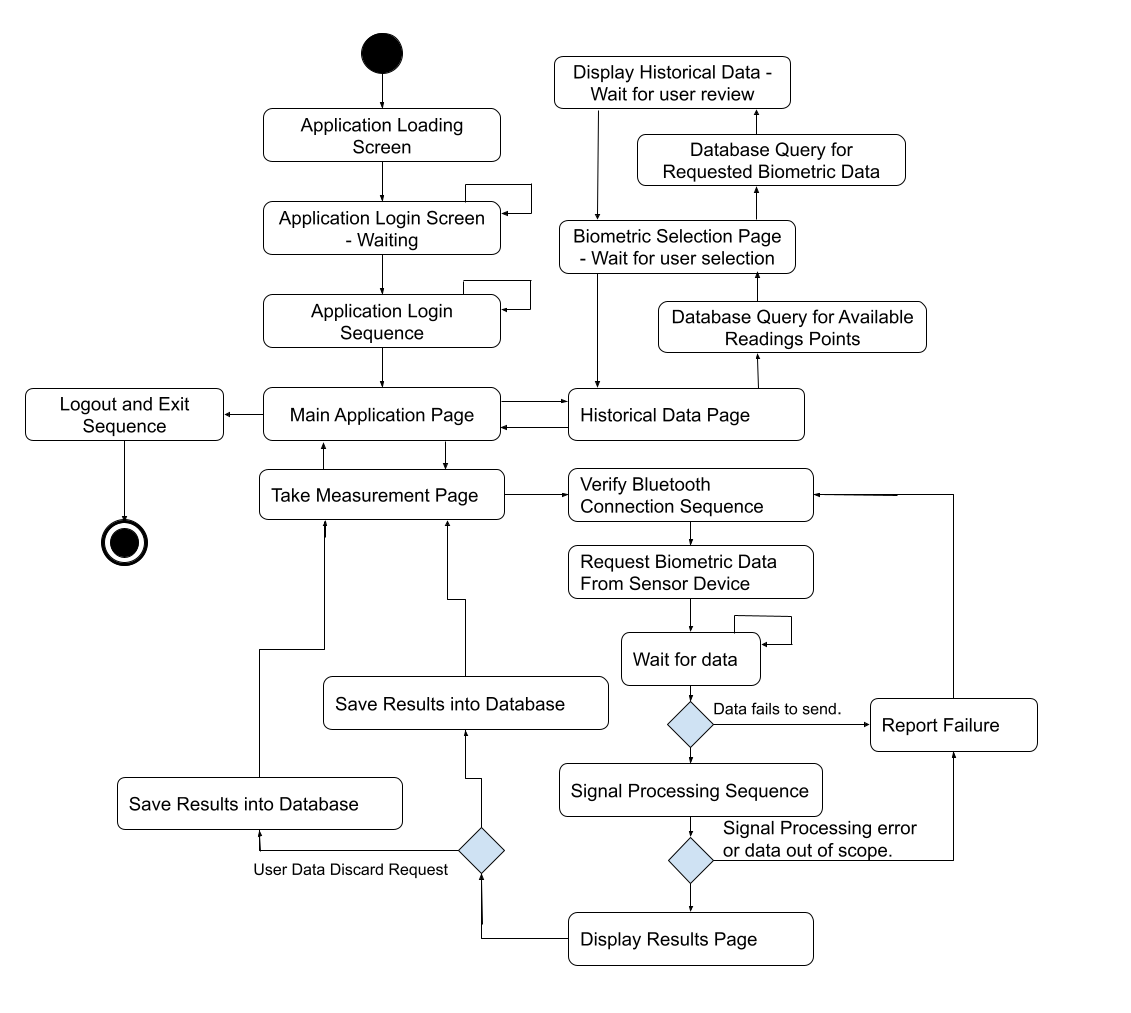 Application Loading
Screen
Application Login Screen
- Waiting
Application Login
Sequence
Display Historical Data -
Wait for user review
Database Query for
Requested Biometric Data
Biometric Selection Page
- Wait for user selection
Database Query for Available
Readings Points
Logout and Exit
Sequence
Main Application Page
Historical Data Page
Take Measurement Page
Verify Bluetooth
Connection Sequence
Request Biometric Data
From Sensor Device
Wait for data
Data fails to send.
Report Failure
Save Results into Database
Signal Processing Sequence
Save Results into Database
Signal Processing error
or data out of scope.
User Data Discard Request
Display Results Page